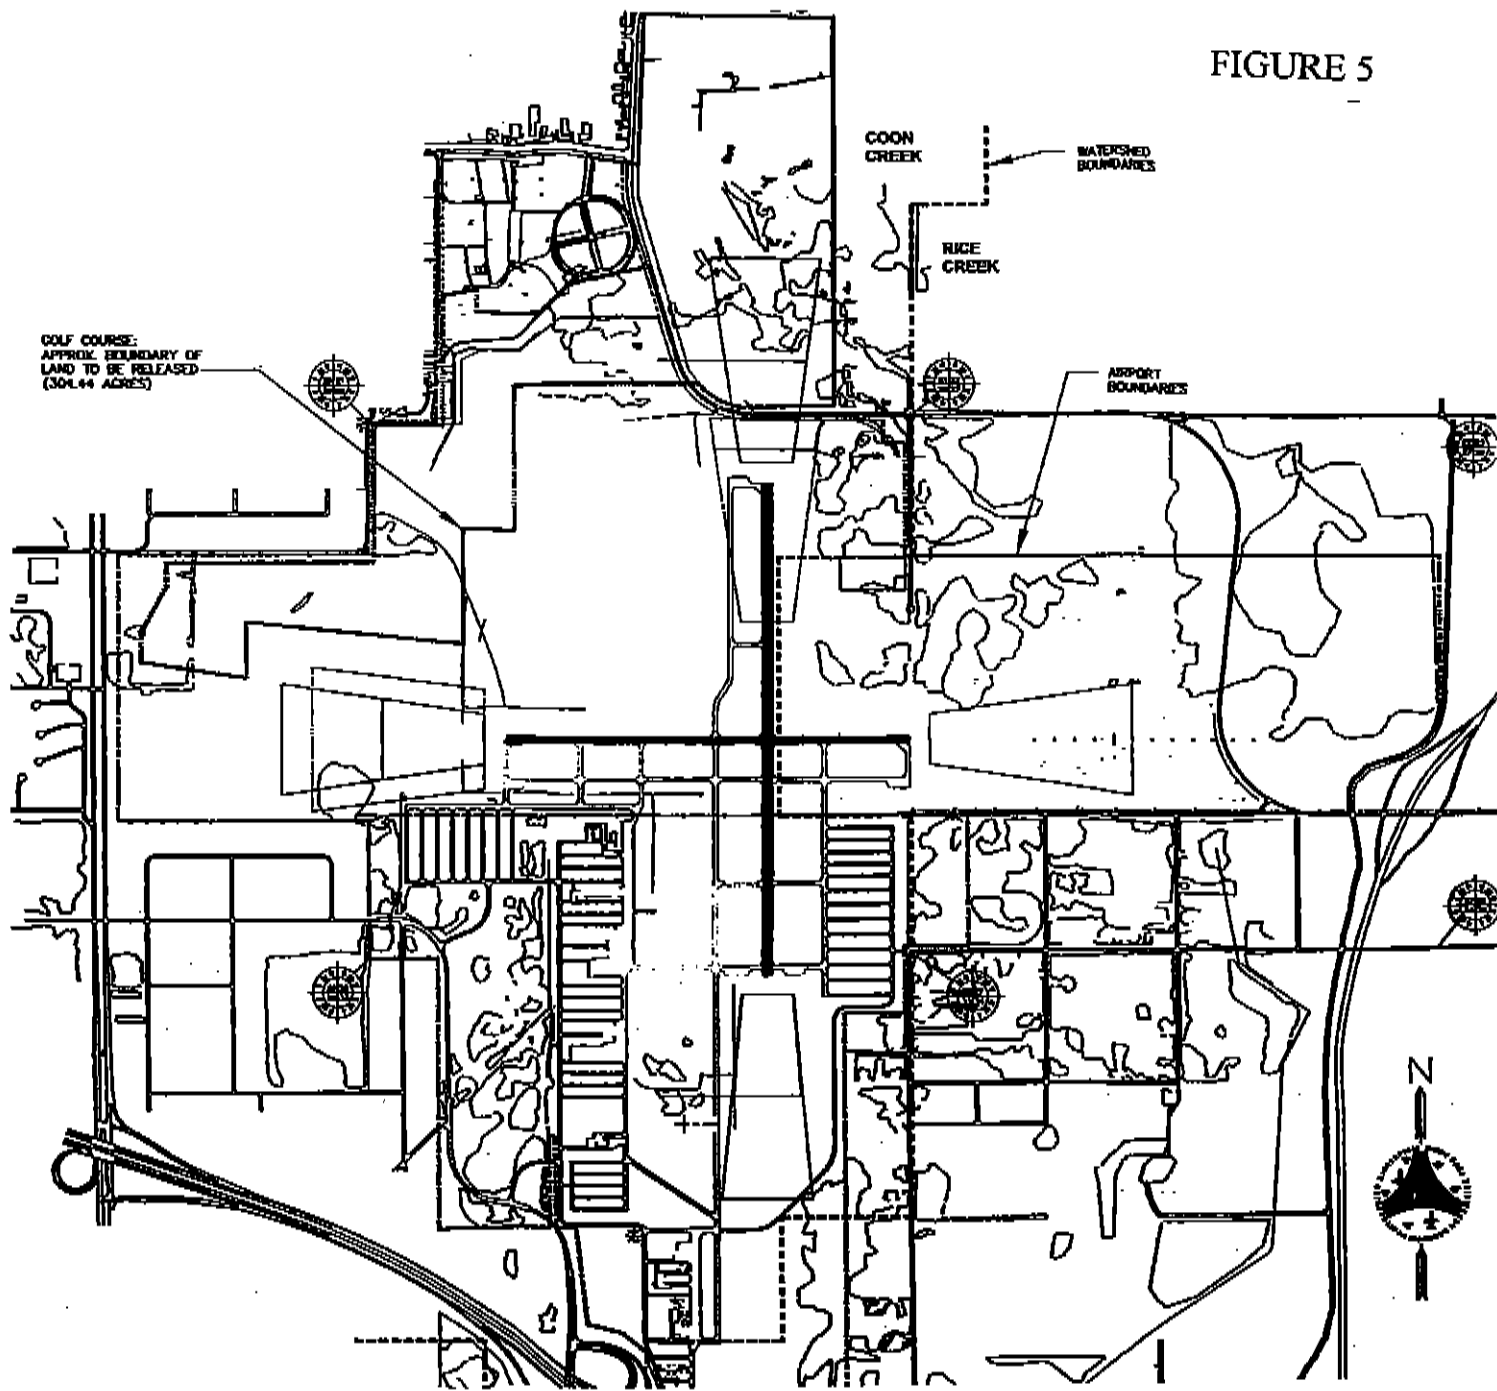 FIGURE 5
COON
CREEK
WATERSHED
BOUNDARIES
RICE
CREEK
GOLF COURSE:
APPROX. BOUNDARY OF
LAND TO BE RELEASED
(304.44 ACRES)
AIRPORT
BOUNDARIES
N